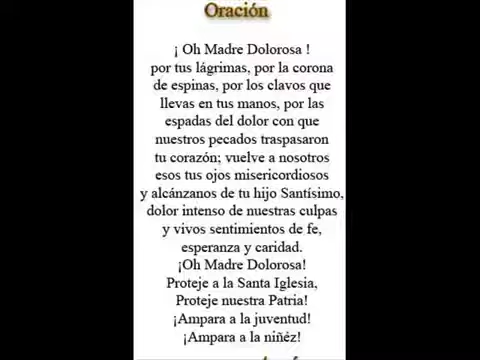 Oración
¡ Oh Madre Dolorosa !
por tus lágrimas, por la corona
de espinas, por los clavos que
llevas en tus manos, por las
espadas del dolor con que
nuestros pecados traspasaron
tu corazón; vuelve a nosotros
esos tus ojos misericordiosos
y alcánzanos de tu hijo Santísimo,
dolor intenso de nuestras culpas
y vivos sentimientos de fe,
esperanza y caridad.
¡Oh Madre Dolorosa!
Proteje a la Santa Iglesia,
Proteje nuestra Patria!
¡Ampara a la juventud!
¡Ampara a la niñéz!